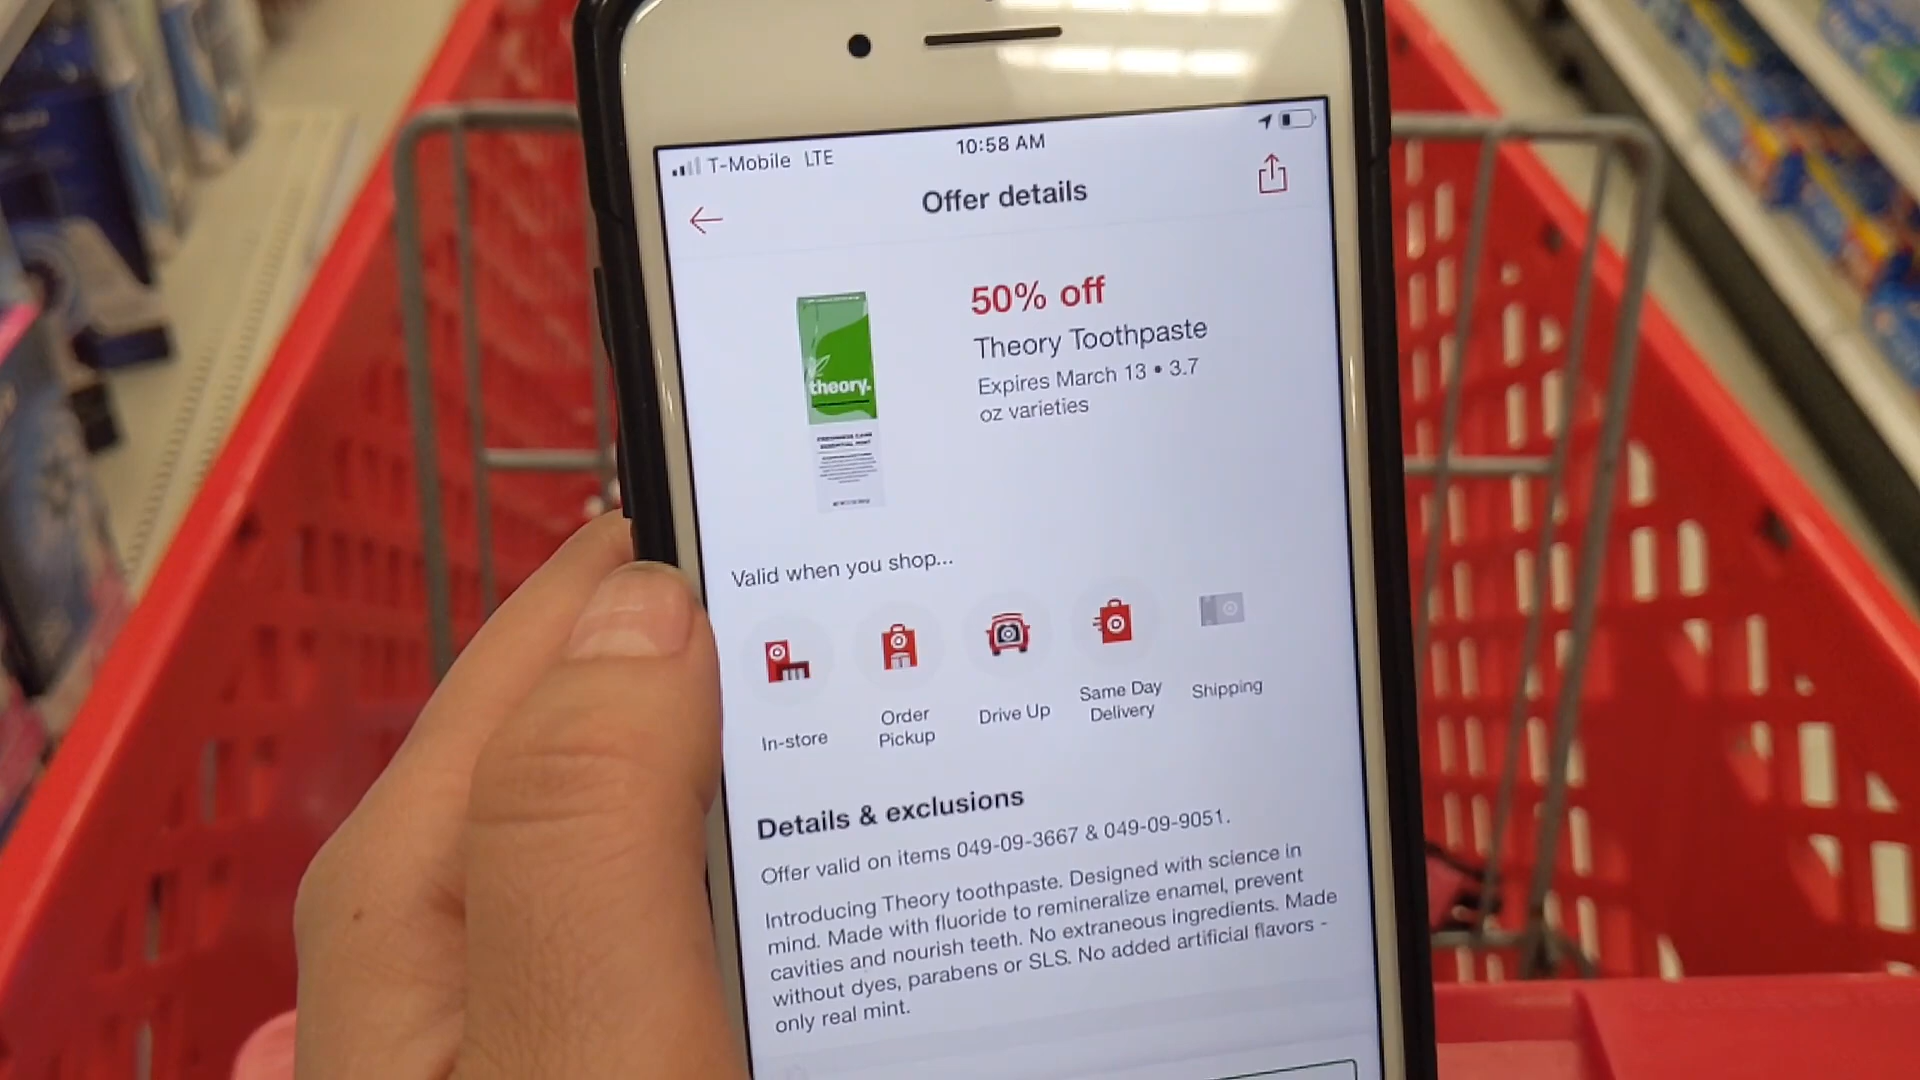 T-Mobile LTE 10:58 AM
Offer details
50% off
Theory Toothpaste
Expires March 13 • 3.7
oz varieties
theory.
Valid when you shop...
In-store
Order
Pickup
Drive Up
Same Day
Delivery
Shipping
Details & exclusions
Offer valid on items 049-09-3667 & 049-09-9051.
Introducing Theory toothpaste. Designed with science in
mind. Made with fluoride to remineralize enamel, prevent
cavities and nourish teeth. No extraneous ingredients. Made
without dyes, parabens or SLS. No added artificial flavors -
only real mint.